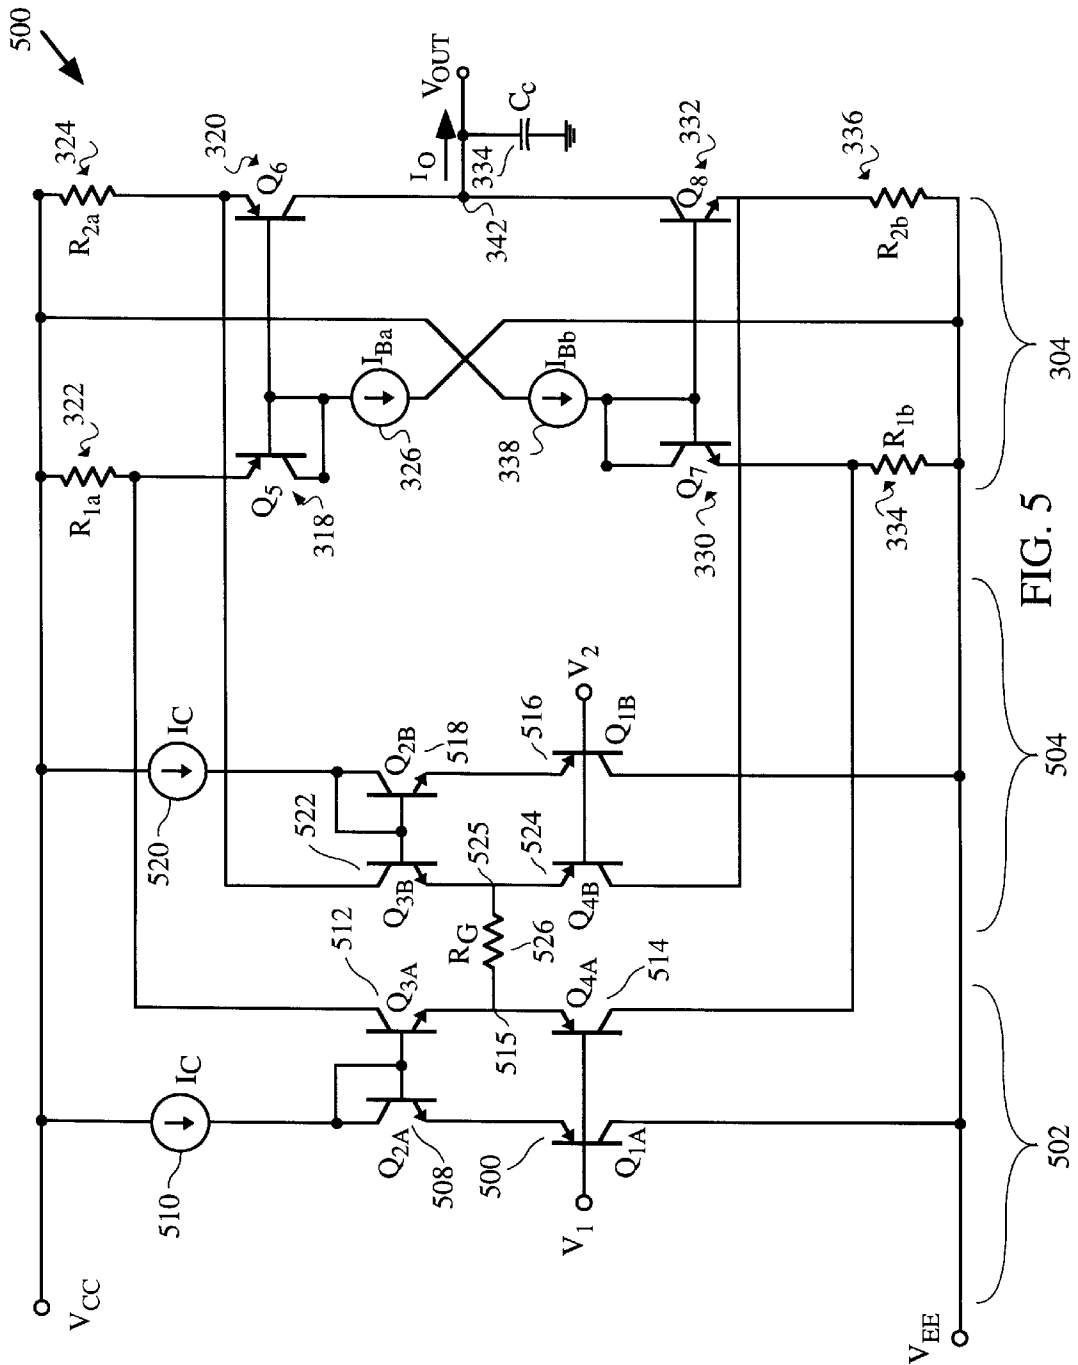 500
V_CC
510
I_C
520
I_C
R_1a
322
R_2a
324
Q_5
318
Q_6
320
I_Ba
326
I_O
V_OUT
334
C_c
342
I_Bb
338
Q_2A
508
Q_3A
512
Q_3B
522
Q_2B
518
R_G
526
515
525
500
V_1
Q_1A
Q_4A
514
Q_4B
524
516
Q_1B
V_2
Q_7
330
Q_8
332
334
R_1b
R_2b
336
V_EE
502
504
304
FIG. 5